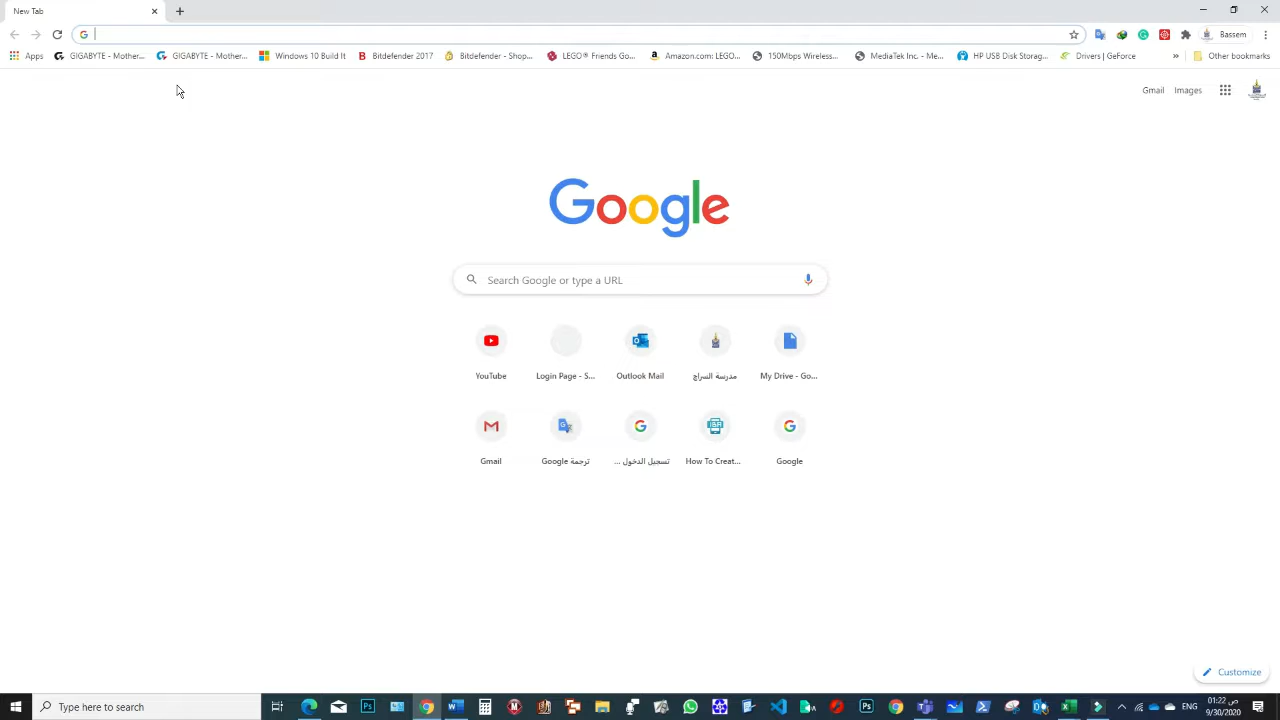 New Tab
Bassem
Apps GIGABYTE - Mother... GIGABYTE - Mother... Windows 10 Build It Bitdefender 2017 Bitdefender - Shop... LEGO® Friends Go... Amazon.com: LEGO... 150Mbps Wireless... MediaTek Inc. - Me... HP USB Disk Storag... Drivers | GeForce » Other bookmarks
Gmail Images
Google
Search Google or type a URL
YouTube Login Page - S... Outlook Mail مدرسة السراج My Drive - Go...
Gmail ترجمة Google تسجيل الدخول ... How To Creat... Google
Customize
Type here to search
ENG
01:22 ص
9/30/2020